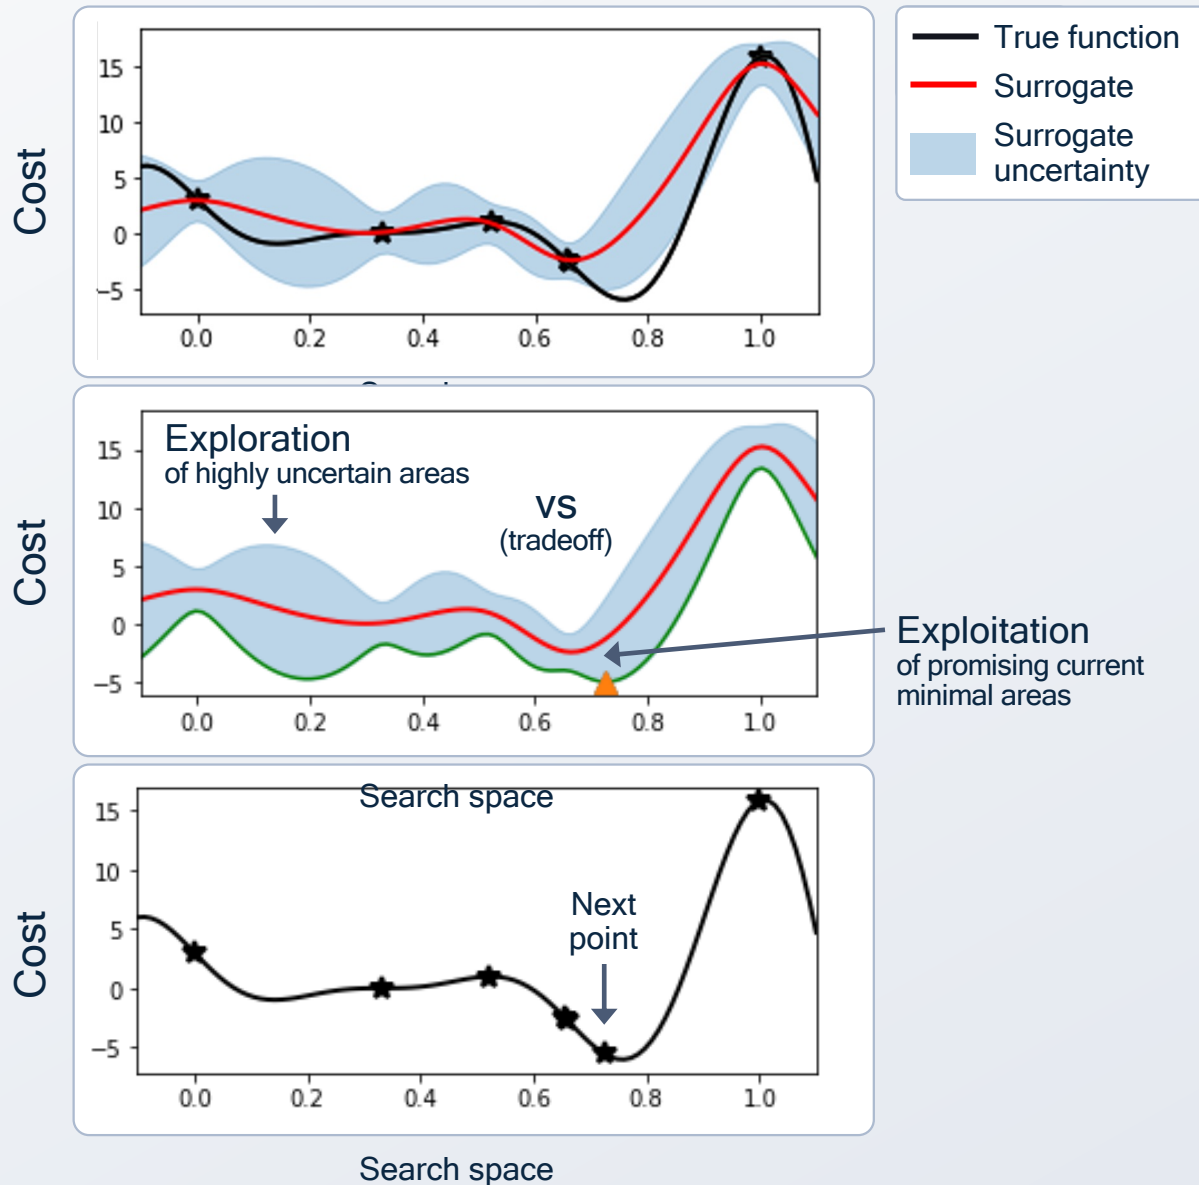 True function
Surrogate
Surrogate
uncertainty
Cost
15
10
5
0
−5
0.0 0.2 0.4 0.6 0.8 1.0
Exploration
of highly uncertain areas
vs
(tradeoff)
Exploitation
of promising current
minimal areas
Cost
15
10
5
0
−5
0.0 0.2 0.4 0.6 0.8 1.0
Search space
Next
point
Cost
15
10
5
0
−5
0.0 0.2 0.4 0.6 0.8 1.0
Search space